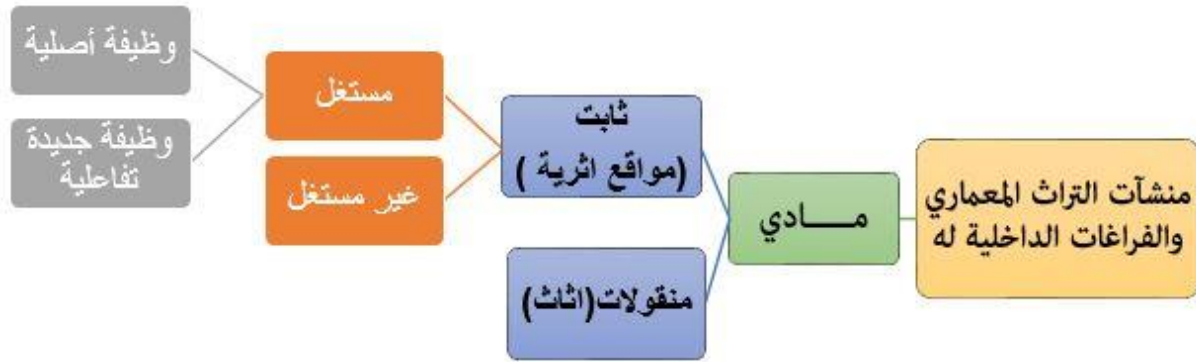 منشآت التراث المعماري
والفراغات الداخلية له
مـــــادي
ثابت
(مواقع اثرية )
منقولات(اثاث)
مستغل
غير مستغل
وظيفة أصلية
وظيفة جديدة
تفاعلية